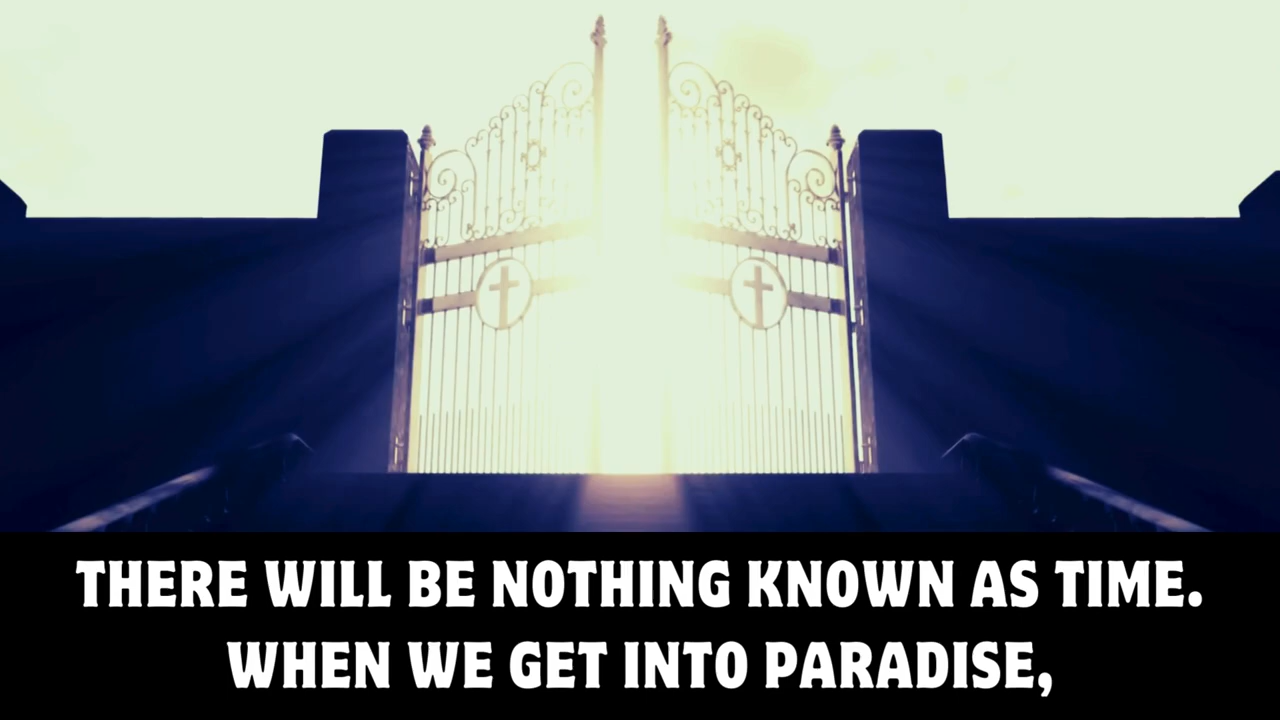 THERE WILL BE NOTHING KNOWN AS TIME.
WHEN WE GET INTO PARADISE,